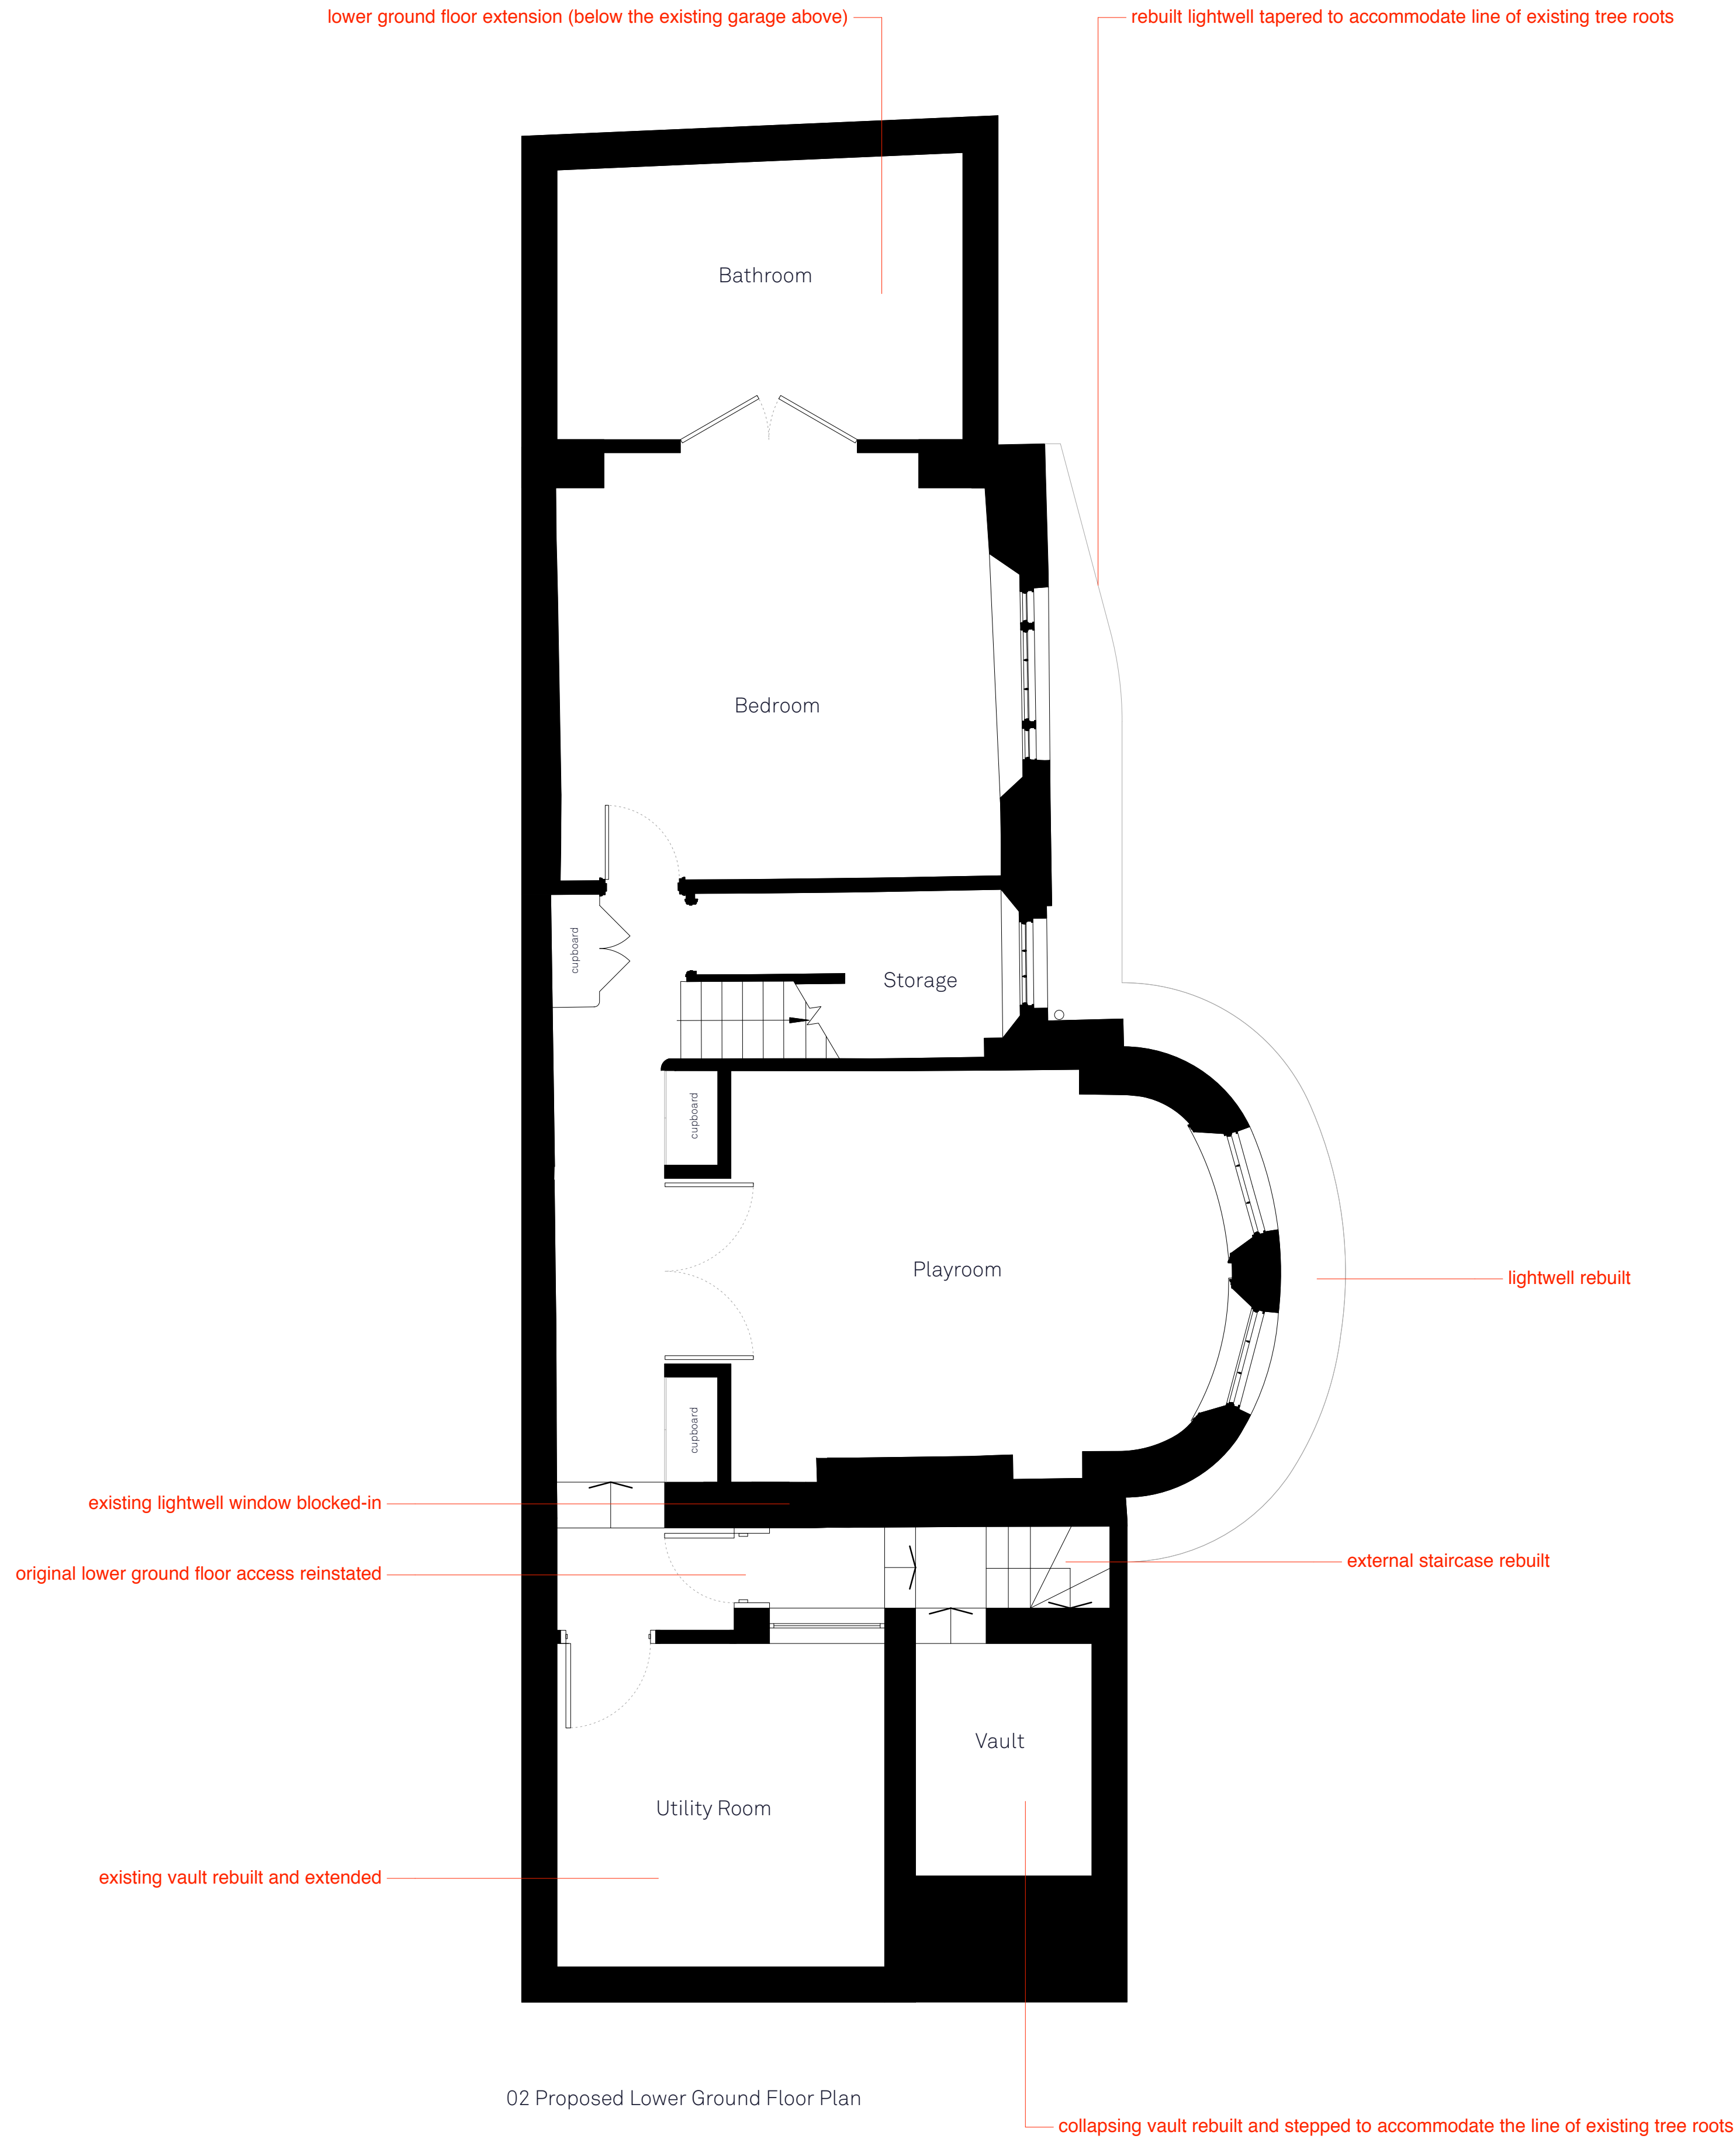 lower ground floor extension (below the existing garage above)
rebuilt lightwell tapered to accommodate line of existing tree roots
Bathroom
Bedroom
cupboard
Storage
cupboard
Playroom
lightwell rebuilt
cupboard
existing lightwell window blocked-in
external staircase rebuilt
original lower ground floor access reinstated
Vault
Utility Room
existing vault rebuilt and extended
02 Proposed Lower Ground Floor Plan
collapsing vault rebuilt and stepped to accommodate the line of existing tree roots